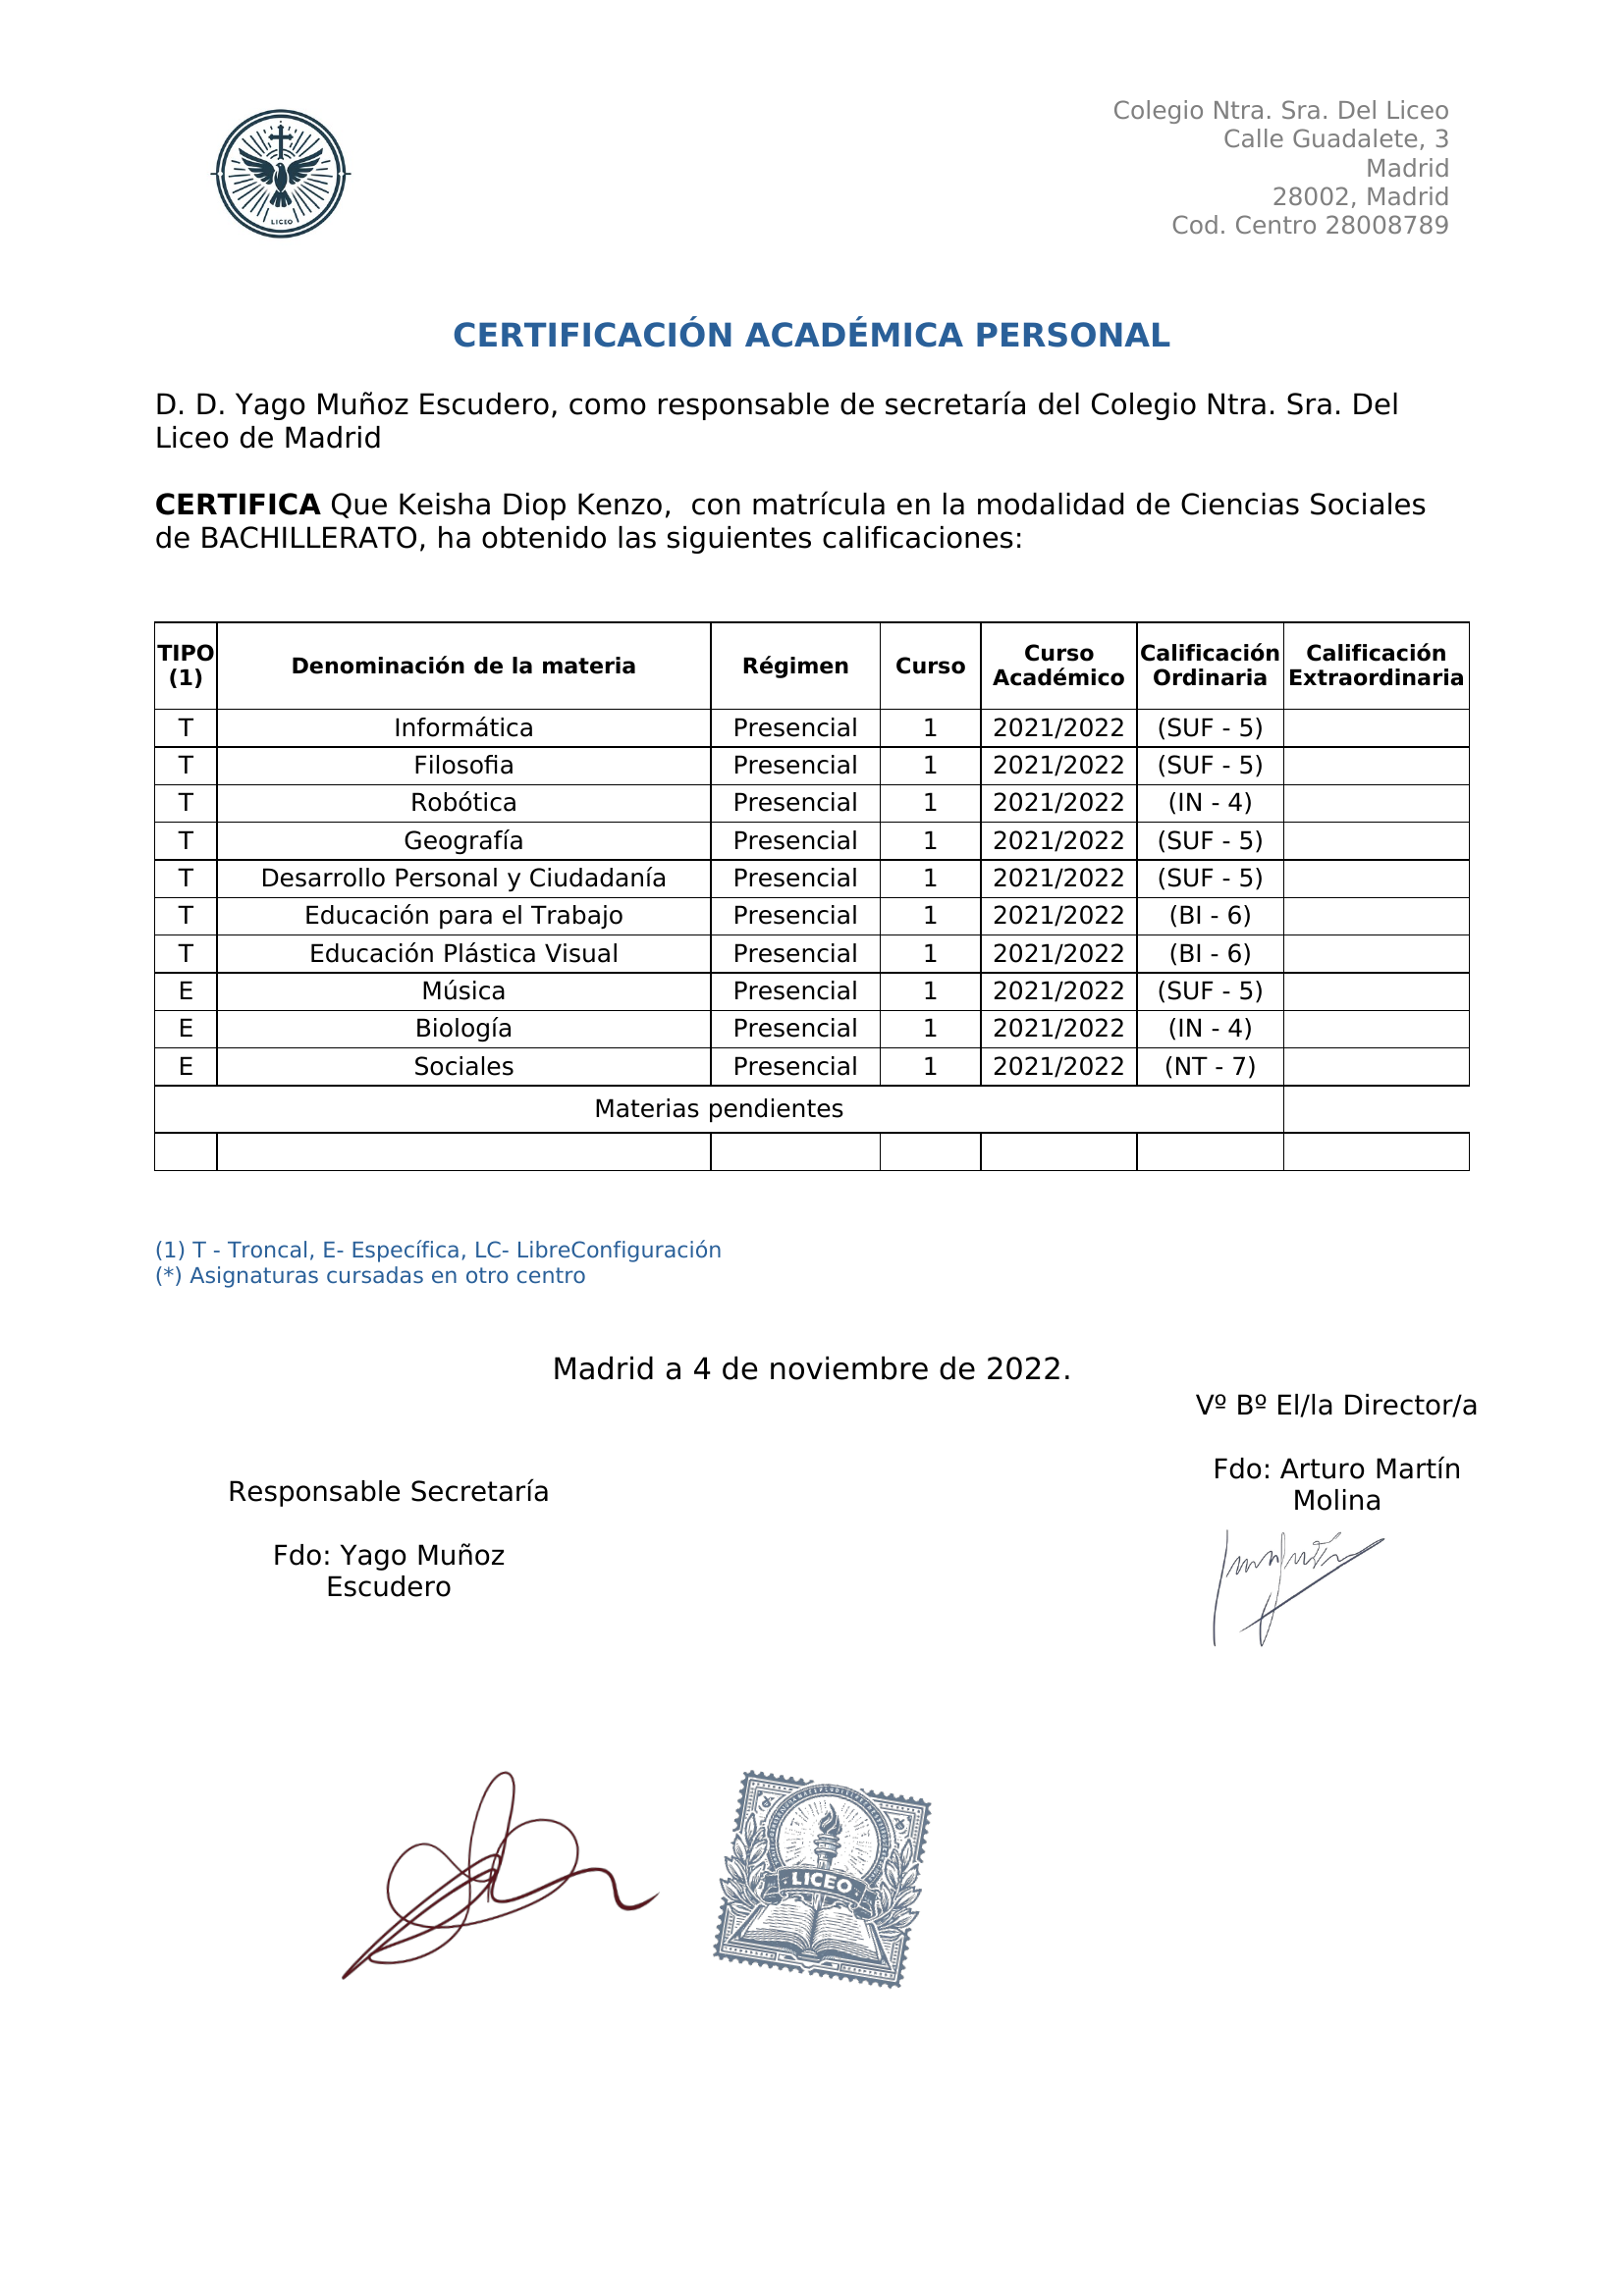 LICEO
Colegio Ntra. Sra. Del Liceo
Calle Guadalete, 3
Madrid
28002, Madrid
Cod. Centro 28008789
CERTIFICACIÓN ACADÉMICA PERSONAL
D. D. Yago Muñoz Escudero, como responsable de secretaría del Colegio Ntra. Sra. Del
Liceo de Madrid
CERTIFICA Que Keisha Diop Kenzo, con matrícula en la modalidad de Ciencias Sociales
de BACHILLERATO, ha obtenido las siguientes calificaciones:
TIPO (1) Denominación de la materia Régimen Curso Curso Académico Calificación Ordinaria Calificación Extraordinaria
T Informática Presencial 1 2021/2022 (SUF - 5)
T Filosofia Presencial 1 2021/2022 (SUF - 5)
T Robótica Presencial 1 2021/2022 (IN - 4)
T Geografía Presencial 1 2021/2022 (SUF - 5)
T Desarrollo Personal y Ciudadanía Presencial 1 2021/2022 (SUF - 5)
T Educación para el Trabajo Presencial 1 2021/2022 (BI - 6)
T Educación Plástica Visual Presencial 1 2021/2022 (BI - 6)
E Música Presencial 1 2021/2022 (SUF - 5)
E Biología Presencial 1 2021/2022 (IN - 4)
E Sociales Presencial 1 2021/2022 (NT - 7)
Materias pendientes
(1) T - Troncal, E- Específica, LC- LibreConfiguración
(*) Asignaturas cursadas en otro centro
Madrid a 4 de noviembre de 2022.
Vº Bº El/la Director/a
Fdo: Arturo Martín
Molina
Responsable Secretaría
Fdo: Yago Muñoz
Escudero
LICEO